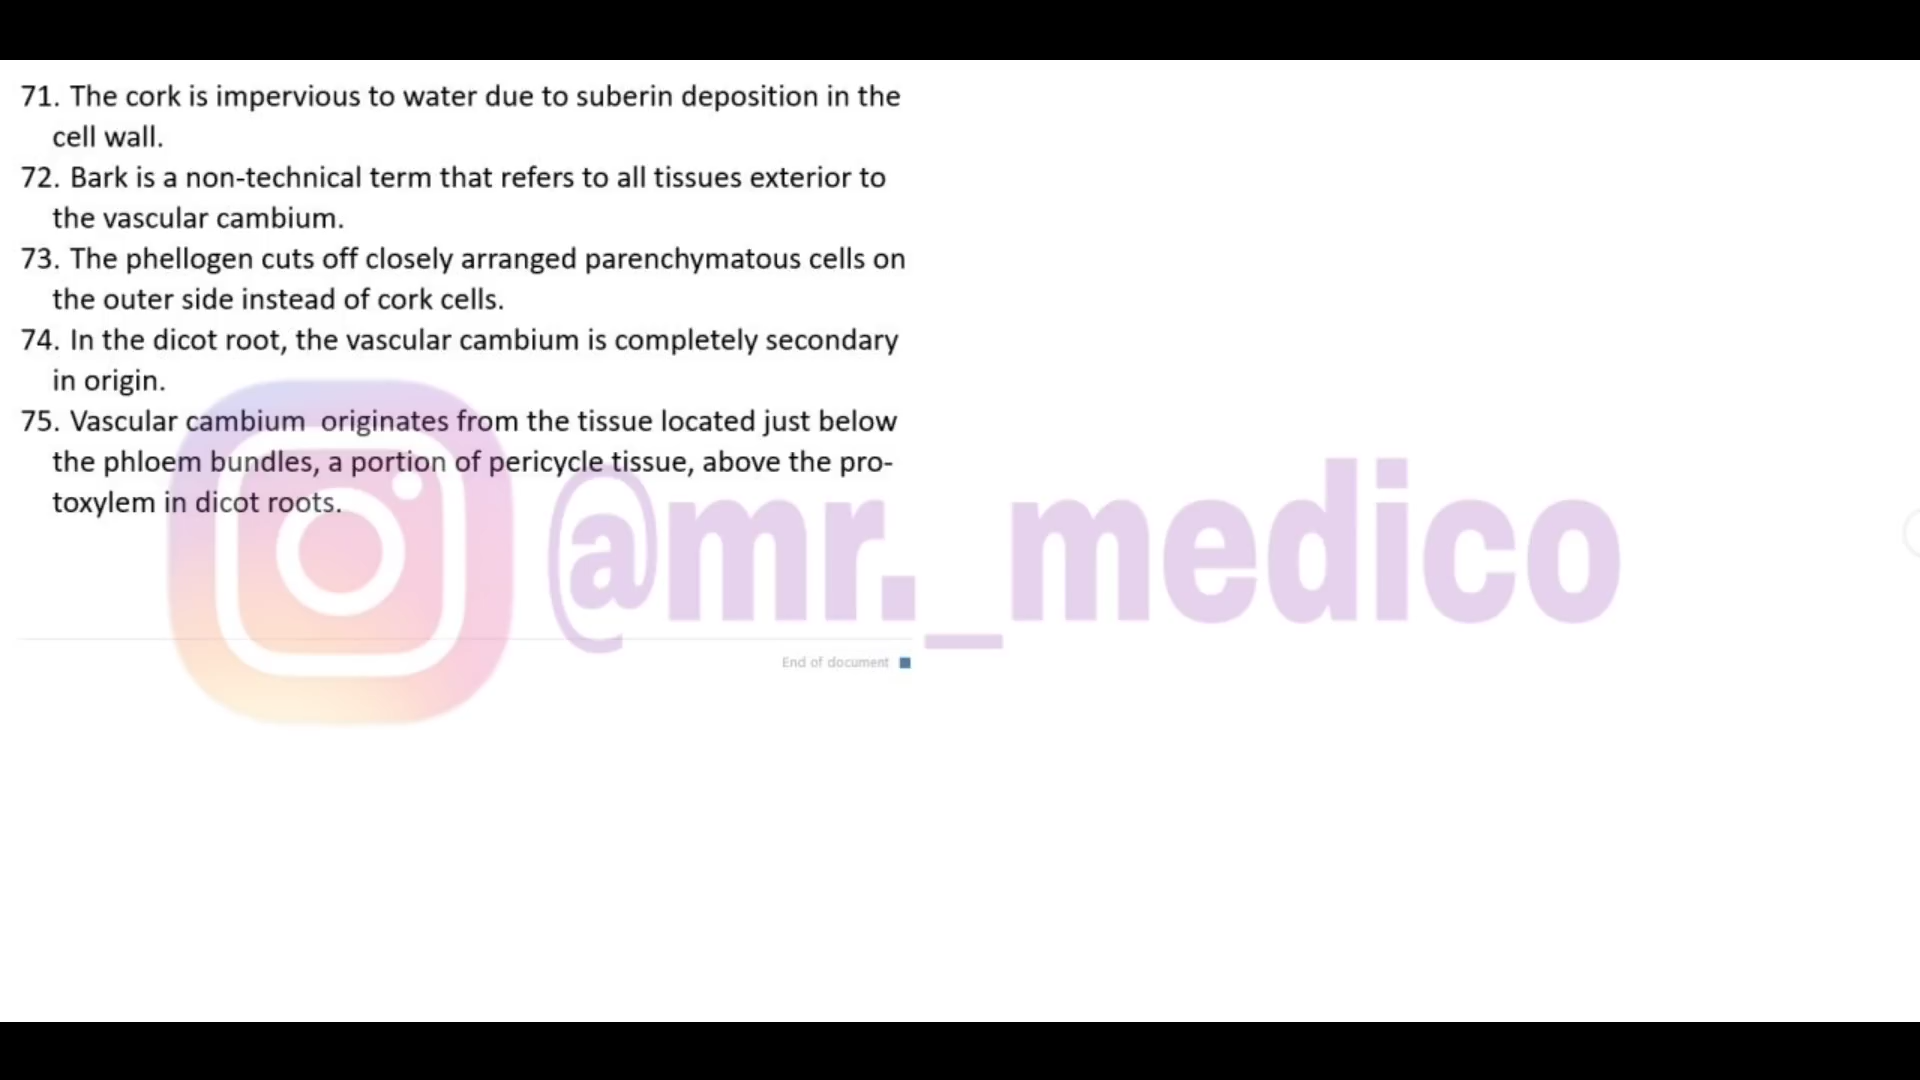 71. The cork is impervious to water due to suberin deposition in the
cell wall.
72. Bark is a non-technical term that refers to all tissues exterior to
the vascular cambium.
73. The phellogen cuts off closely arranged parenchymatous cells on
the outer side instead of cork cells.
74. In the dicot root, the vascular cambium is completely secondary
in origin.
75. Vascular cambium  originates from the tissue located just below
the phloem bundles, a portion of pericycle tissue, above the pro-
toxylem in dicot roots.
@mr._medico
End of document